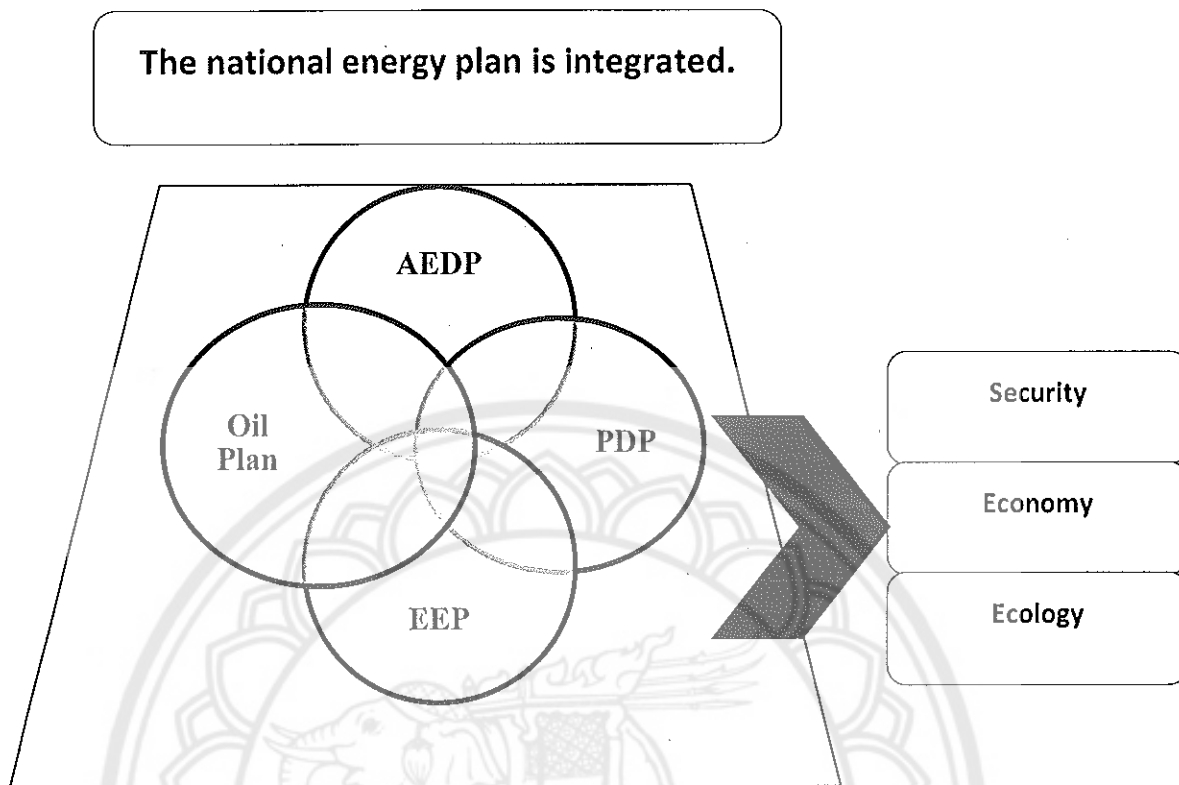 The national energy plan is integrated.
AEDP
Oil
Plan
PDP
EEP
Security
Economy
Ecology